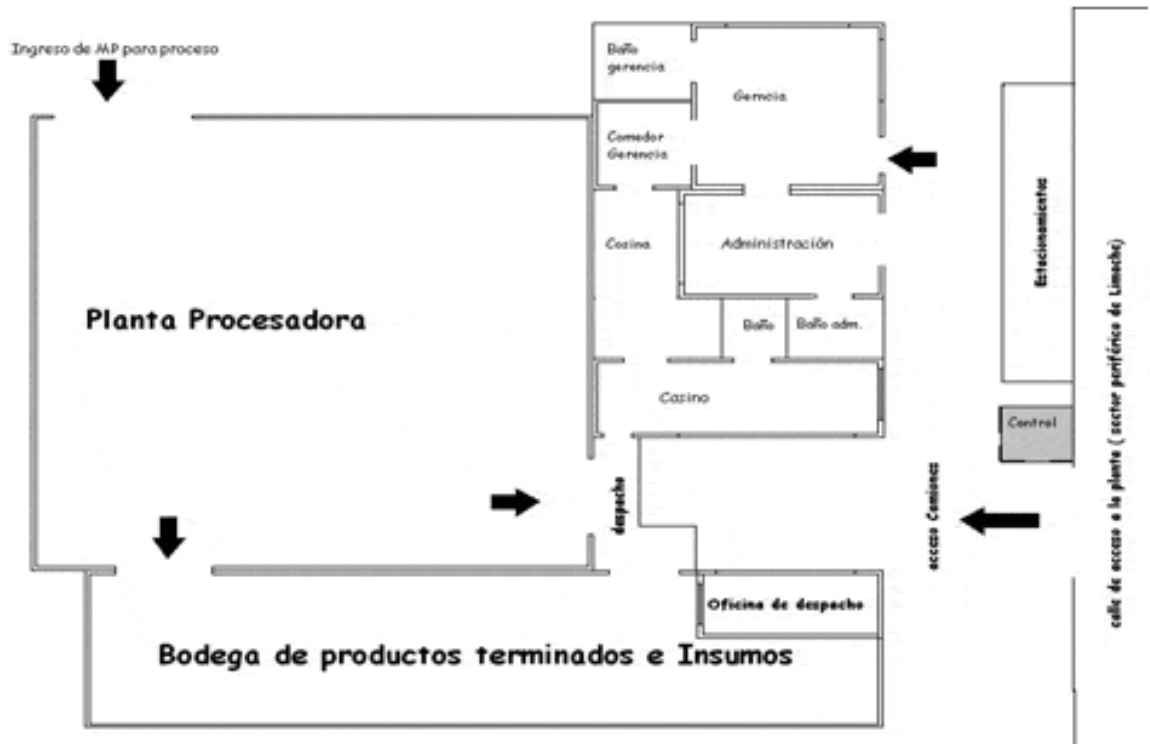 Ingreso de MP para proceso
Baño
gerencia
Gerncia
Comedor
Gerencia
Cosina
Administración
Estacionamientos
Planta Procesadora
Baño
Baño adm.
Casino
Control
calle de acceso a la planta ( sector periférico de Limache)
despacho
acceso Camiones
Oficina de despacho
Bodega de productos terminados e Insumos